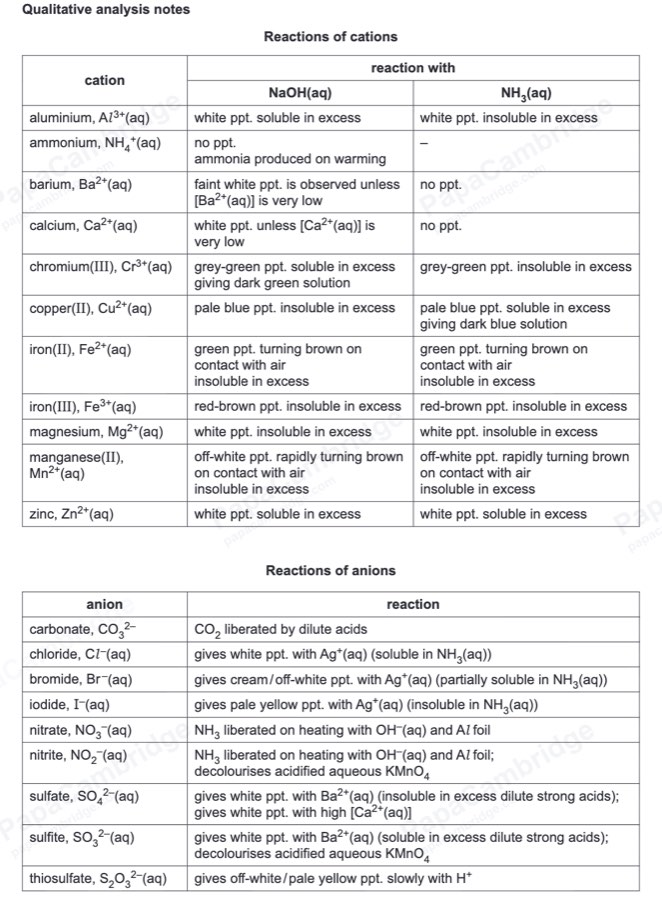 Qualitative analysis notes
Reactions of cations
cation
reaction with
NaOH(aq)
NH₃(aq)
aluminium, Al³⁺(aq)
white ppt. soluble in excess
white ppt. insoluble in excess
ammonium, NH₄⁺(aq)
no ppt.
ammonia produced on warming
–
barium, Ba²⁺(aq)
faint white ppt. is observed unless
[Ba²⁺(aq)] is very low
no ppt.
calcium, Ca²⁺(aq)
white ppt. unless [Ca²⁺(aq)] is
very low
no ppt.
chromium(III), Cr³⁺(aq)
grey-green ppt. soluble in excess
giving dark green solution
grey-green ppt. insoluble in excess
copper(II), Cu²⁺(aq)
pale blue ppt. insoluble in excess
pale blue ppt. soluble in excess
giving dark blue solution
iron(II), Fe²⁺(aq)
green ppt. turning brown on
contact with air
insoluble in excess
green ppt. turning brown on
contact with air
insoluble in excess
iron(III), Fe³⁺(aq)
red-brown ppt. insoluble in excess
red-brown ppt. insoluble in excess
magnesium, Mg²⁺(aq)
white ppt. insoluble in excess
white ppt. insoluble in excess
manganese(II),
Mn²⁺(aq)
off-white ppt. rapidly turning brown
on contact with air
insoluble in excess
off-white ppt. rapidly turning brown
on contact with air
insoluble in excess
zinc, Zn²⁺(aq)
white ppt. soluble in excess
white ppt. soluble in excess
Reactions of anions
anion
reaction
carbonate, CO₃²⁻
CO₂ liberated by dilute acids
chloride, Cl⁻(aq)
gives white ppt. with Ag⁺(aq) (soluble in NH₃(aq))
bromide, Br⁻(aq)
gives cream/off-white ppt. with Ag⁺(aq) (partially soluble in NH₃(aq))
iodide, I⁻(aq)
gives pale yellow ppt. with Ag⁺(aq) (insoluble in NH₃(aq))
nitrate, NO₃⁻(aq)
NH₃ liberated on heating with OH⁻(aq) and Al foil
nitrite, NO₂⁻(aq)
NH₃ liberated on heating with OH⁻(aq) and Al foil;
decolourises acidified aqueous KMnO₄
sulfate, SO₄²⁻(aq)
gives white ppt. with Ba²⁺(aq) (insoluble in excess dilute strong acids);
gives white ppt. with high [Ca²⁺(aq)]
sulfite, SO₃²⁻(aq)
gives white ppt. with Ba²⁺(aq) (soluble in excess dilute strong acids);
decolourises acidified aqueous KMnO₄
thiosulfate, S₂O₃²⁻(aq)
gives off-white/pale yellow ppt. slowly with H⁺
PapaCambridge